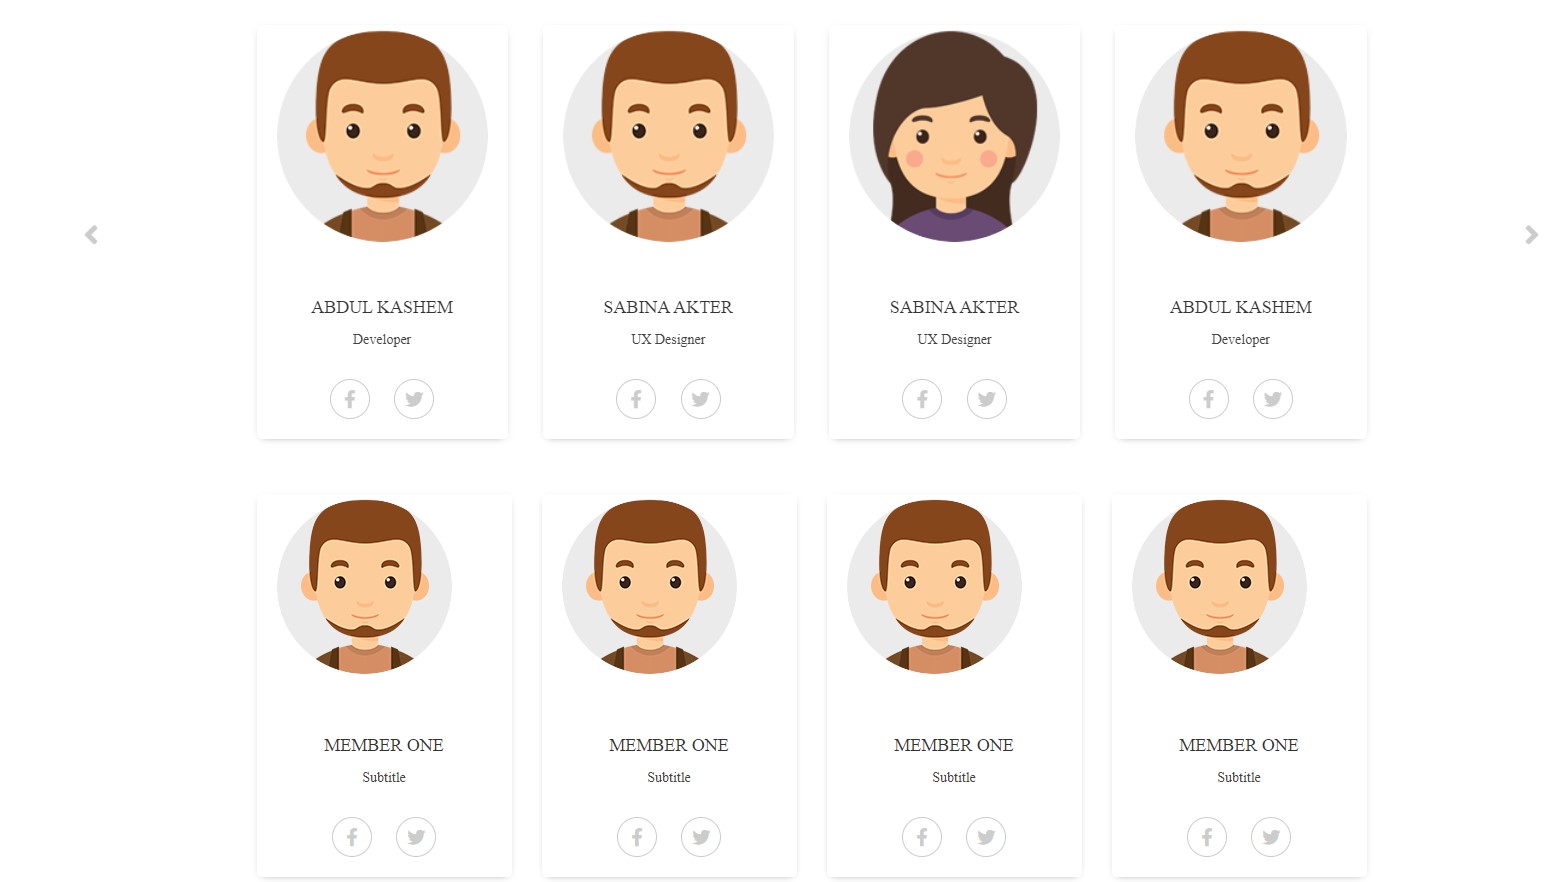 ABDUL KASHEM
Developer
SABINA AKTER
UX Designer
SABINA AKTER
UX Designer
ABDUL KASHEM
Developer
MEMBER ONE
Subtitle
MEMBER ONE
Subtitle
MEMBER ONE
Subtitle
MEMBER ONE
Subtitle